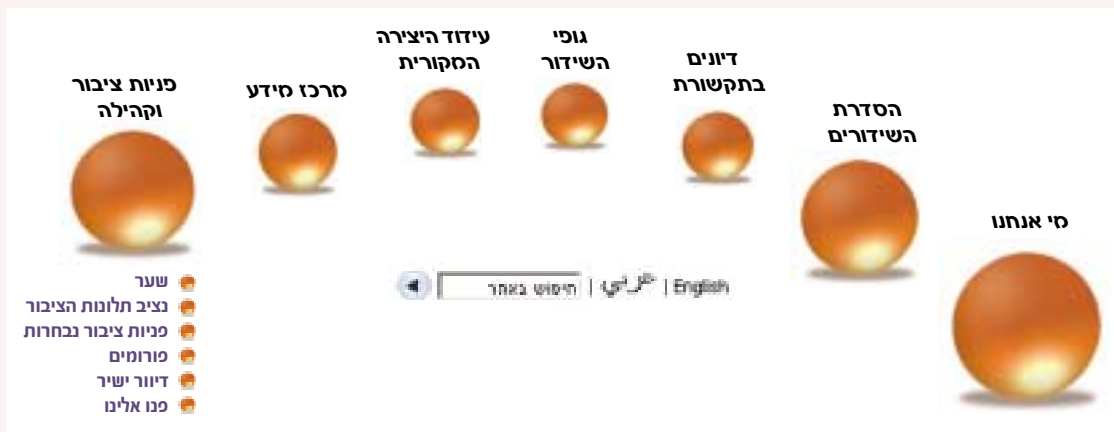 מי אנחנו
הסדרת
השידורים
דיונים
בתקשורת
גופי
השידור
עידוד היצירה
המקורית
מרכז מידע
פניות ציבור
וקהילה
English | عربي | חיפוש באתר
שער
נציב תלונות הציבור
פניות ציבור נבחרות
פורומים
דיוור ישיר
פנו אלינו